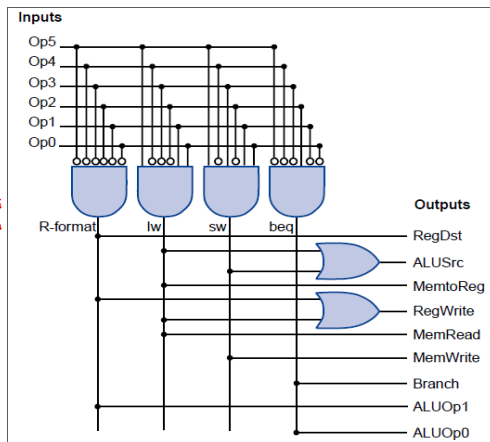 Inputs
Op5
Op4
Op3
Op2
Op1
Op0
R-format lw sw beq
Outputs
RegDst
ALUSrc
MemtoReg
RegWrite
MemRead
MemWrite
Branch
ALUOp1
ALUOp0